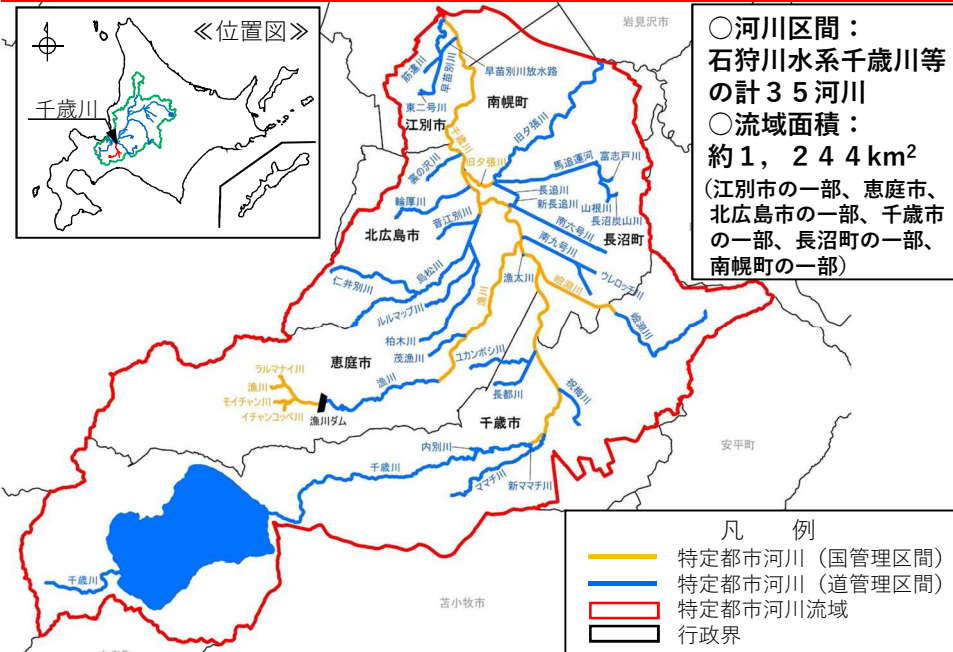 ≪位置図≫
千歳川
岩見沢市
○河川区間：
石狩川水系千歳川等
の計３５河川
○流域面積：
約１，２４４km²
（江別市の一部、恵庭市、
北広島市の一部、千歳市
の一部、長沼町の一部、
南幌町の一部）
筋違川
早苗別川
早苗別川放水路
東二号川
江別市
南幌町
千歳川
旧夕張川
旧夕張川
裏の沢川
馬追運河
富志戸川
輪厚川
長追川
新長追川
山根川
長沼炭山川
音江別川
南六号川
長沼町
北広島市
南九号川
島松川
漁太川
ウレロッチ川
仁井別川
嶮淵川
漁川
ルルマップ川
嶮淵川
柏木川
茂漁川
恵庭市
ユカンボシ川
ラルマナイ川
漁川
漁川
モイチャン川
イチャンコッペ川
漁川ダム
長都川
祝梅川
千歳市
内別川
千歳川
ママチ川
新ママチ川
安平町
千歳川
苫小牧市
凡　例
特定都市河川（国管理区間）
特定都市河川（道管理区間）
特定都市河川流域
行政界